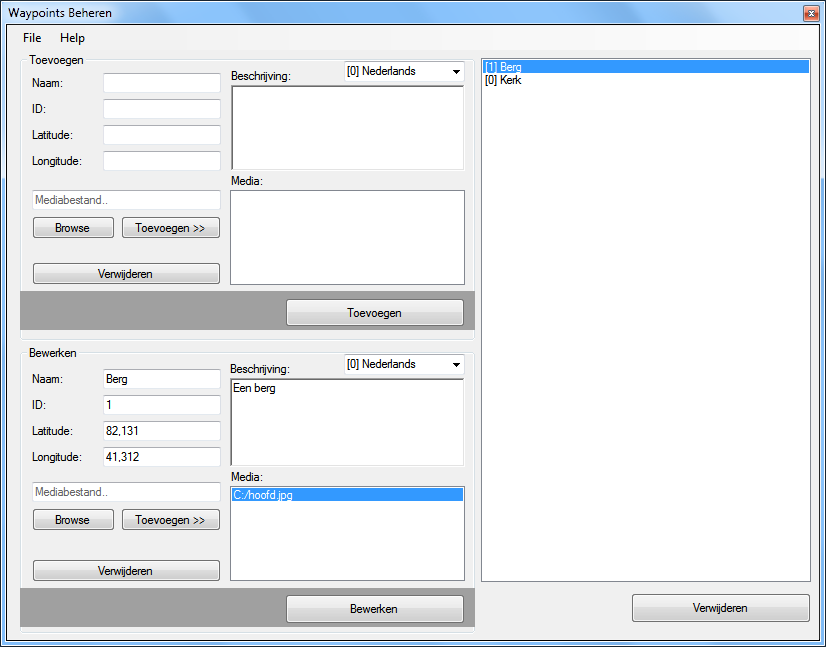 Waypoints Beheren
File Help
Toevoegen
Naam:
ID:
Latitude:
Longitude:
Mediabestand..
Browse
Toevoegen >>
Verwijderen
Beschrijving:
[0] Nederlands
Media:
Toevoegen
Bewerken
Naam:
Berg
ID:
1
Latitude:
82,131
Longitude:
41,312
Mediabestand..
Browse
Toevoegen >>
Verwijderen
Beschrijving:
[0] Nederlands
Een berg
Media:
C:/hoofd.jpg
Bewerken
[1] Berg
[0] Kerk
Verwijderen